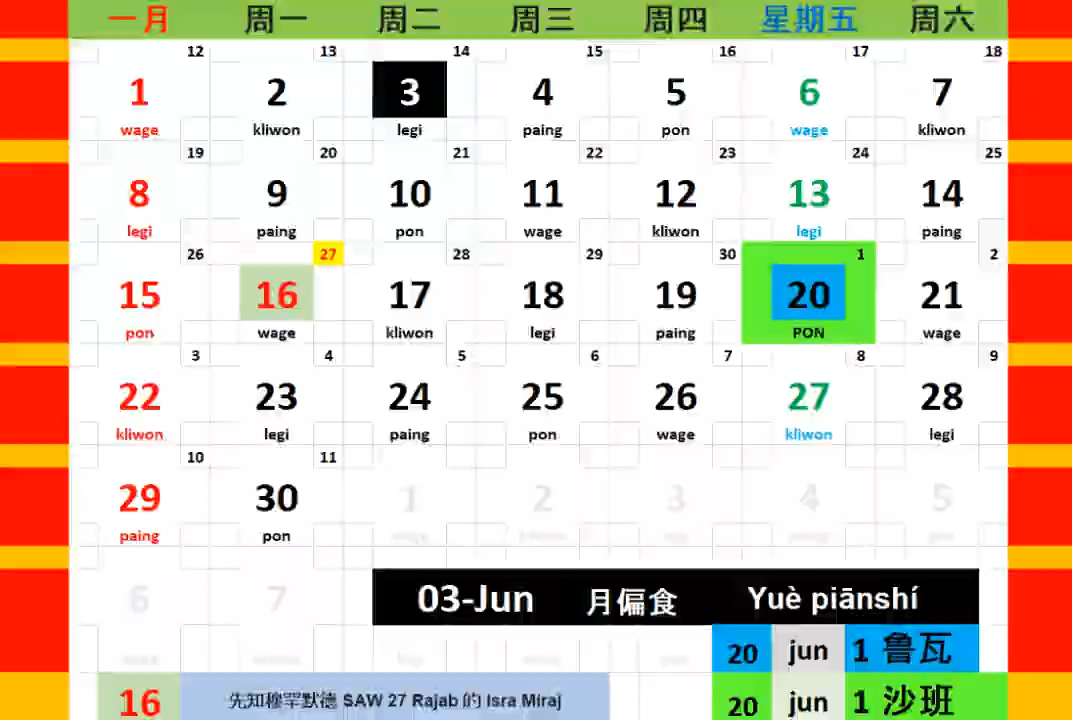 一月 周一 周二 周三 周四 星期五 周六
12 13 14 15 16 17 18
1 2 3 4 5 6 7
wage kliwon legi paing pon wage kliwon
19 20 21 22 23 24 25
8 9 10 11 12 13 14
legi paing pon wage kliwon legi paing
26 27 28 29 30 1 2
15 16 17 18 19 20 21
pon wage kliwon legi paing PON wage
3 4 5 6 7 8 9
22 23 24 25 26 27 28
kliwon legi paing pon wage kliwon legi
10 11
29 30 1 2 3 4 5
paing pon
6 7
03-Jun 月偏食 Yuè piānshí
20 jun 1 鲁瓦
16 先知穆罕默德 SAW 27 Rajab 的 Isra Miraj
20 jun 1 沙班